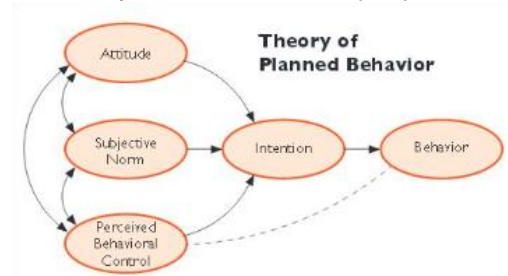 Theory of
Planned Behavior
Attitude
Subjective
Norm
Intention
Behavior
Perceived
Behavioral
Control